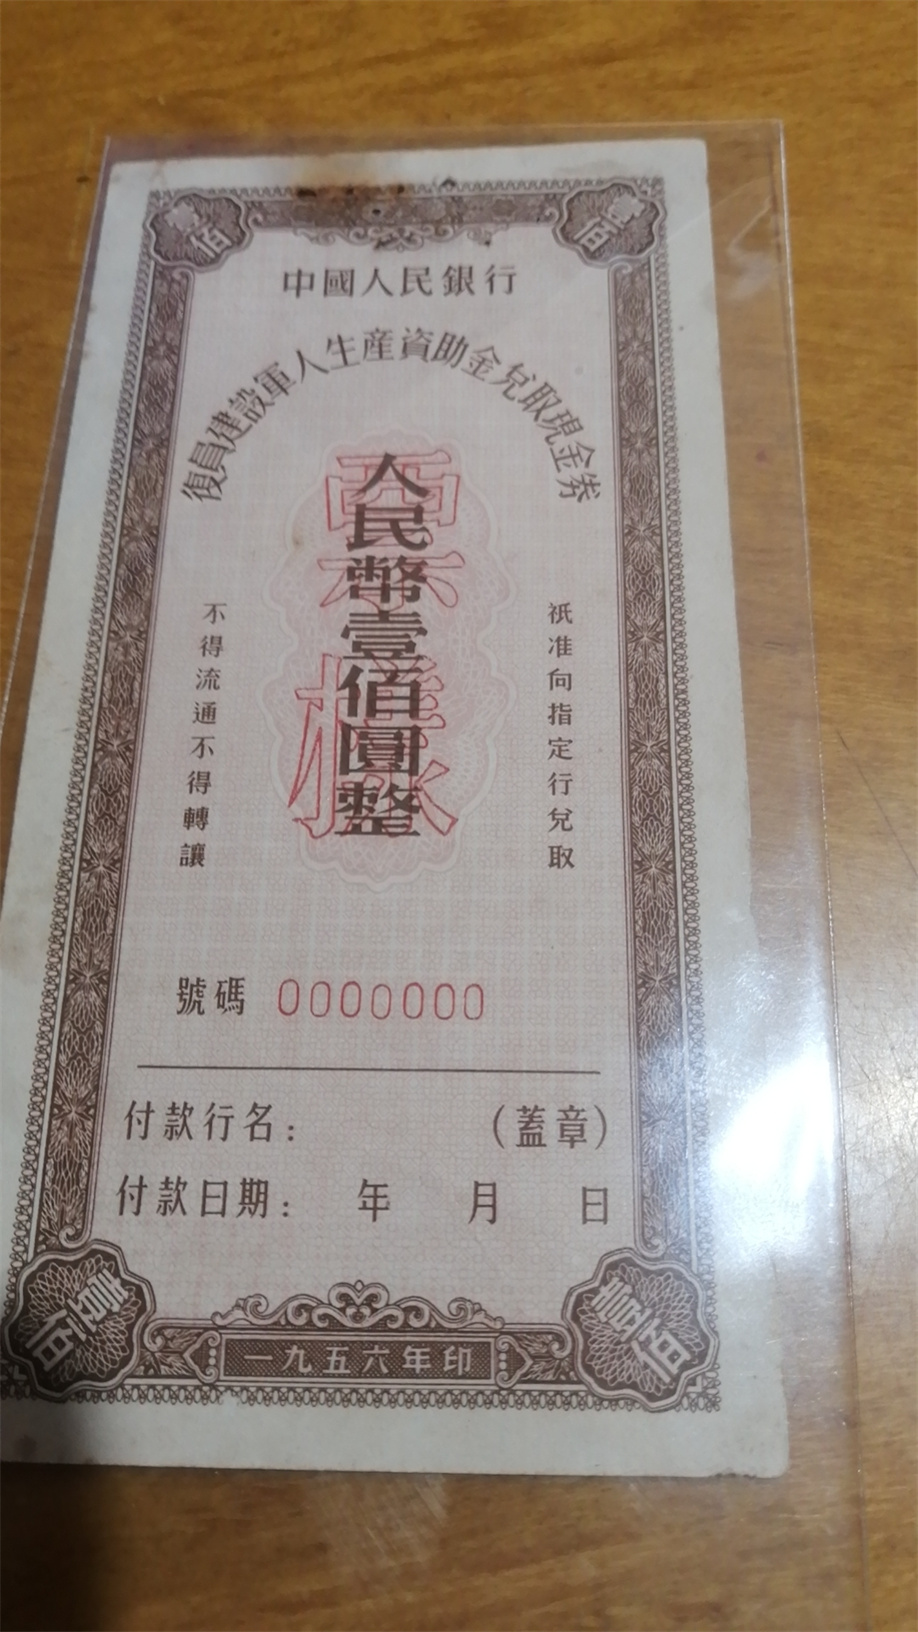 壹佰
壹佰
中國人民銀行
復員建設軍人生產資助金兌取現金券
票樣
人民幣壹佰圓整
祇准向指定行兌取
不得流通不得轉讓
號碼 0000000
付款行名： （蓋章）
付款日期： 年 月 日
壹佰
一九五六年印
壹佰